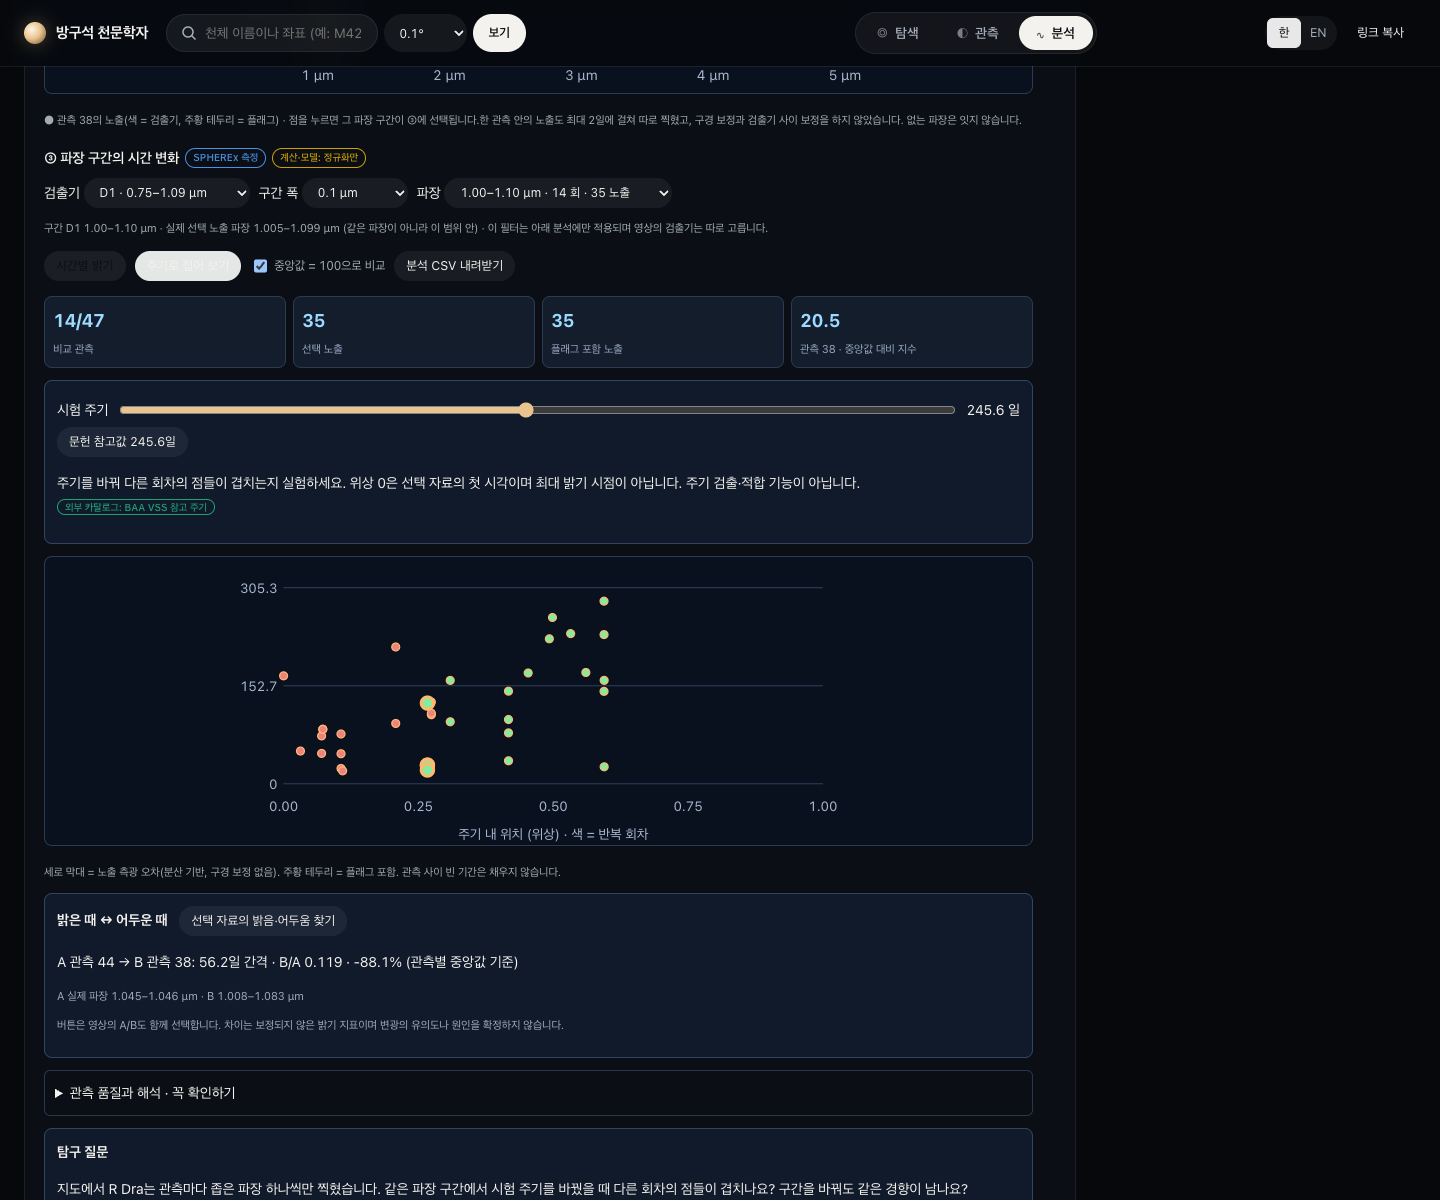 방구석 천문학자
천체 이름이나 좌표 (예: M42
0.1°
보기
탐색
관측
분석
한
EN
링크 복사
1 μm
2 μm
3 μm
4 μm
5 μm
● 관측 38의 노출(색 = 검출기, 주황 테두리 = 플래그) · 점을 누르면 그 파장 구간이 ③에 선택됩니다.한 관측 안의 노출도 최대 2일에 걸쳐 따로 찍혔고, 구경 보정과 검출기 사이 보정을 하지 않았습니다. 없는 파장은 잇지 않습니다.
③ 파장 구간의 시간 변화
SPHEREx 측정
계산·모델: 정규화만
검출기
D1 · 0.75–1.09 μm
구간 폭
0.1 μm
파장
1.00–1.10 μm · 14 회 · 35 노출
구간 D1 1.00–1.10 μm · 실제 선택 노출 파장 1.005–1.099 μm (같은 파장이 아니라 이 범위 안) · 이 필터는 아래 분석에만 적용되며 영상의 검출기는 따로 고릅니다.
시간별 밝기
주기로 접어 보기
중앙값 = 100으로 비교
분석 CSV 내려받기
14/47
비교 관측
35
선택 노출
35
플래그 포함 노출
20.5
관측 38 · 중앙값 대비 지수
시험 주기
245.6 일
문헌 참고값 245.6일
주기를 바꿔 다른 회차의 점들이 겹치는지 실험하세요. 위상 0은 선택 자료의 첫 시각이며 최대 밝기 시점이 아닙니다. 주기 검출·적합 기능이 아닙니다.
외부 카탈로그: BAA VSS 참고 주기
305.3
152.7
0
0.00
0.25
0.50
0.75
1.00
주기 내 위치 (위상) · 색 = 반복 회차
세로 막대 = 노출 측광 오차(분산 기반, 구경 보정 없음). 주황 테두리 = 플래그 포함. 관측 사이 빈 기간은 채우지 않습니다.
밝은 때 ↔ 어두운 때
선택 자료의 밝음·어두움 찾기
A 관측 44 → B 관측 38: 56.2일 간격 · B/A 0.119 · -88.1% (관측별 중앙값 기준)
A 실제 파장 1.045–1.046 μm · B 1.008–1.083 μm
버튼은 영상의 A/B도 함께 선택합니다. 차이는 보정되지 않은 밝기 지표이며 변광의 유의도나 원인을 확정하지 않습니다.
▶ 관측 품질과 해석 · 꼭 확인하기
탐구 질문
지도에서 R Dra는 관측마다 좁은 파장 하나씩만 찍혔습니다. 같은 파장 구간에서 시험 주기를 바꿨을 때 다른 회차의 점들이 겹치나요? 구간을 바꿔도 같은 경향이 남나요?